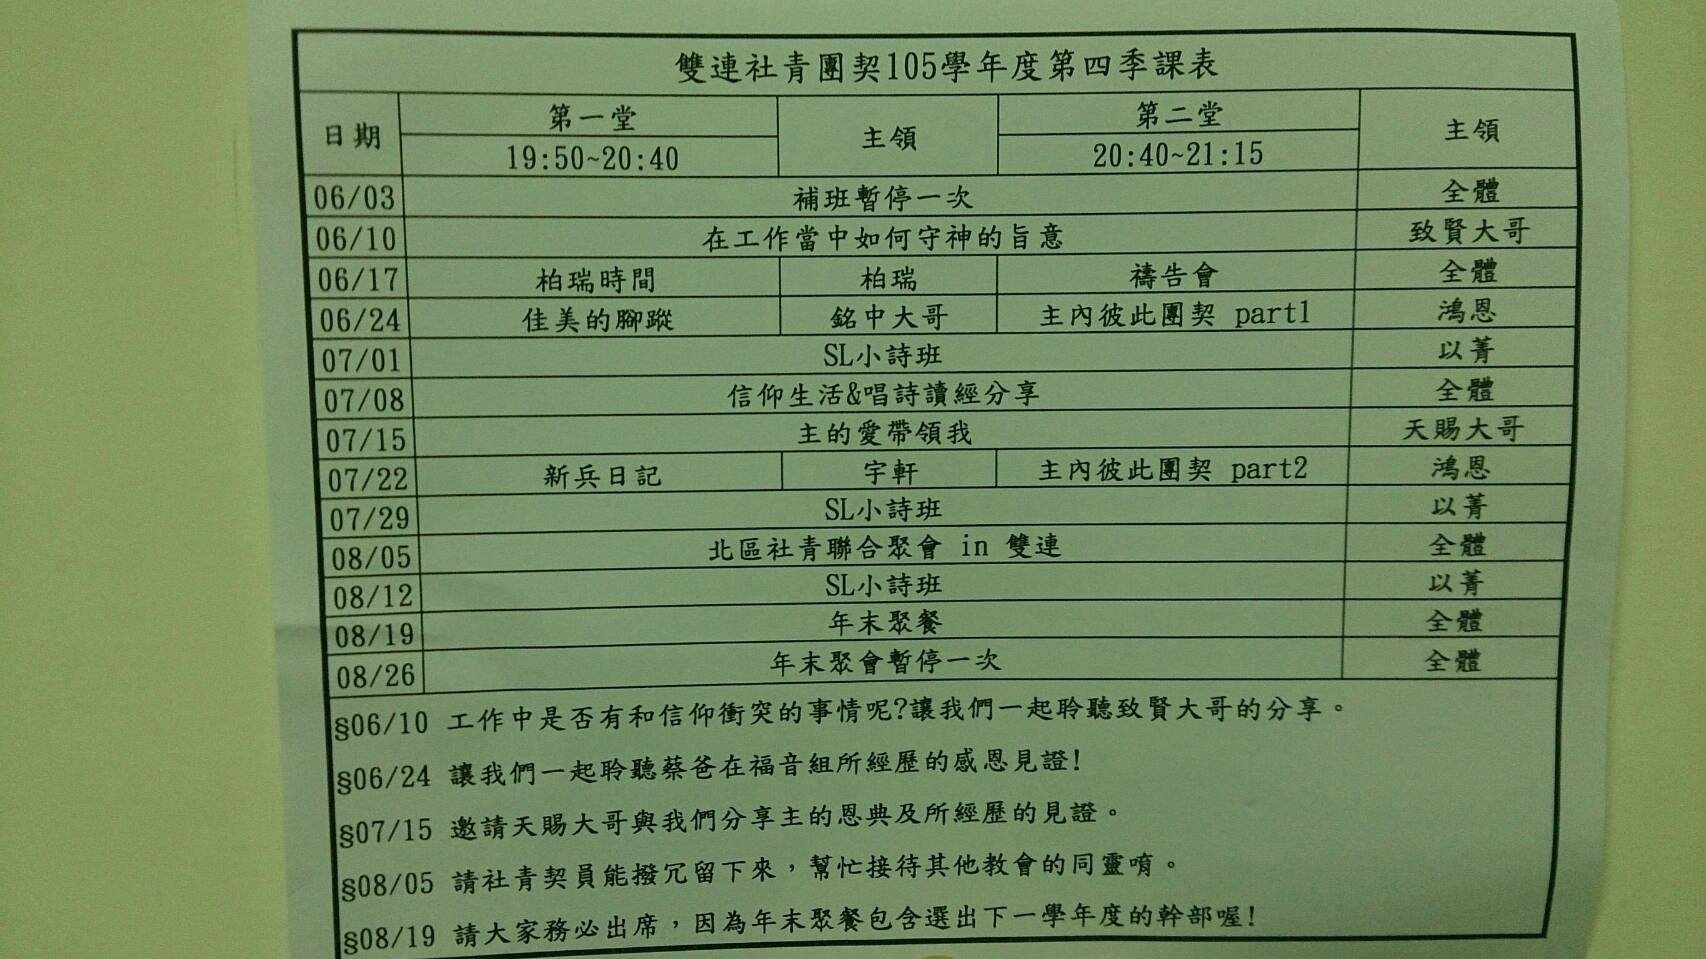 雙連社青團契105學年度第四季課表
日期 第一堂 主領 第二堂 主領
19:50~20:40 20:40~21:15
06/03 補班暫停一次 全體
06/10 在工作當中如何守神的旨意 致賢大哥
06/17 柏瑞時間 柏瑞 禱告會 全體
06/24 佳美的腳蹤 銘中大哥 主內彼此團契 part1 鴻恩
07/01 SL小詩班 以菁
07/08 信仰生活&唱詩讀經分享 全體
07/15 主的愛帶領我 天賜大哥
07/22 新兵日記 宇軒 主內彼此團契 part2 鴻恩
07/29 SL小詩班 以菁
08/05 北區社青聯合聚會 in 雙連 全體
08/12 SL小詩班 以菁
08/19 年末聚餐 全體
08/26 年末聚會暫停一次 全體
§06/10 工作中是否有和信仰衝突的事情呢?讓我們一起聆聽致賢大哥的分享。
§06/24 讓我們一起聆聽蔡爸在福音組所經歷的感恩見證!
§07/15 邀請天賜大哥與我們分享主的恩典及所經歷的見證。
§08/05 請社青契員能撥冗留下來，幫忙接待其他教會的同靈唷。
§08/19 請大家務必出席，因為年末聚餐包含選出下一學年度的幹部喔!